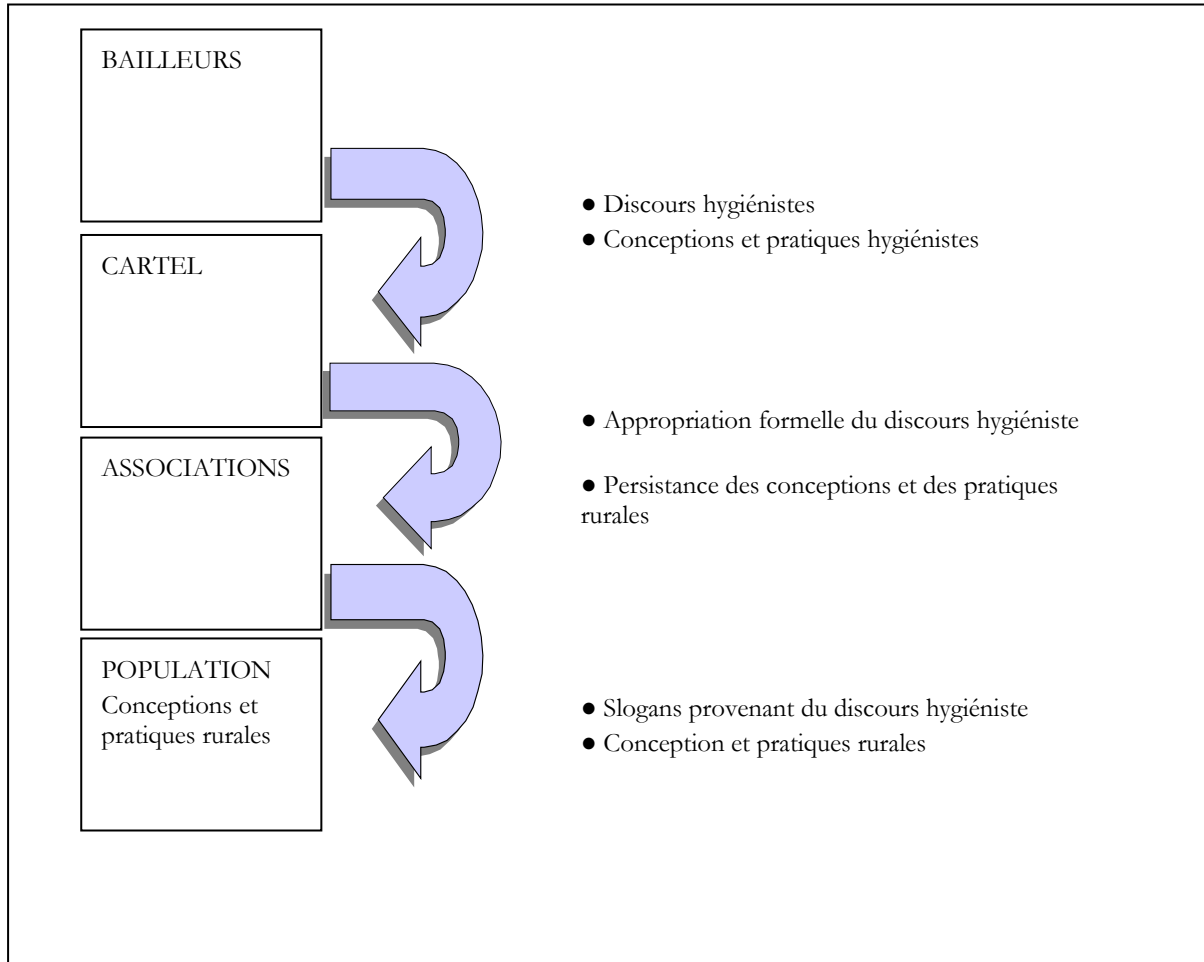 BAILLEURS
● Discours hygiénistes
● Conceptions et pratiques hygiénistes
CARTEL
● Appropriation formelle du discours hygiéniste
ASSOCIATIONS
● Persistance des conceptions et des pratiques
rurales
POPULATION
Conceptions et
pratiques rurales
● Slogans provenant du discours hygiéniste
● Conception et pratiques rurales